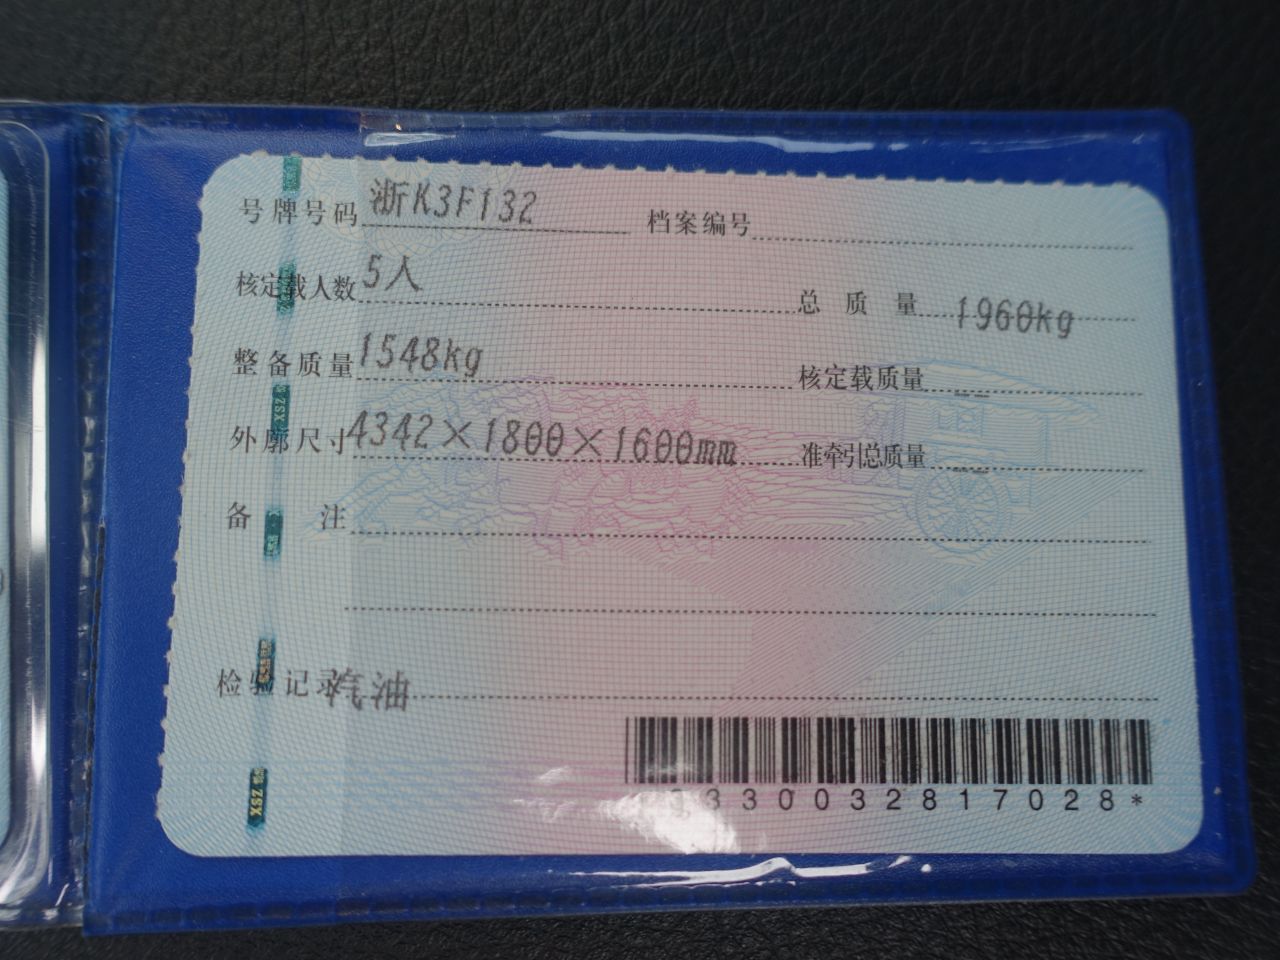 号牌号码 浙K3F132 档案编号
核定载人数 5人 总质量 1960kg
整备质量 1548kg 核定载质量 --
外廓尺寸 4342×1800×1600mm 准牵引总质量 --
备注
检验记录 汽油
330032817028*
XSZ
XSZ